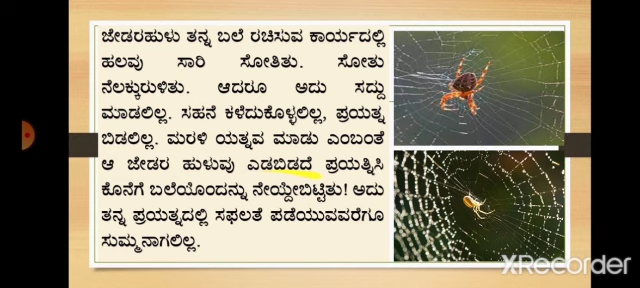 ಜೇಡರಹುಳು ತನ್ನ ಬಲೆ ರಚಿಸುವ ಕಾರ್ಯದಲ್ಲಿ
ಹಲವು ಸಾರಿ ಸೋತಿತು. ಸೋತು
ನೆಲಕ್ಕುರುಳಿತು. ಆದರೂ ಅದು ಸದ್ದು
ಮಾಡಲಿಲ್ಲ. ಸಹನೆ ಕಳೆದುಕೊಳ್ಳಲಿಲ್ಲ, ಪ್ರಯತ್ನ
ಬಿಡಲಿಲ್ಲ. ಮರಳಿ ಯತ್ನವ ಮಾಡು ಎಂಬಂತೆ
ಆ ಜೇಡರ ಹುಳುವು ಎಡಬಿಡದೆ ಪ್ರಯತ್ನಿಸಿ
ಕೊನೆಗೆ ಬಲೆಯೊಂದನ್ನು ನೇಯ್ದೇಬಿಟ್ಟಿತು! ಅದು
ತನ್ನ ಪ್ರಯತ್ನದಲ್ಲಿ ಸಫಲತೆ ಪಡೆಯುವವರೆಗೂ
ಸುಮ್ಮನಾಗಲಿಲ್ಲ.
XRecorder